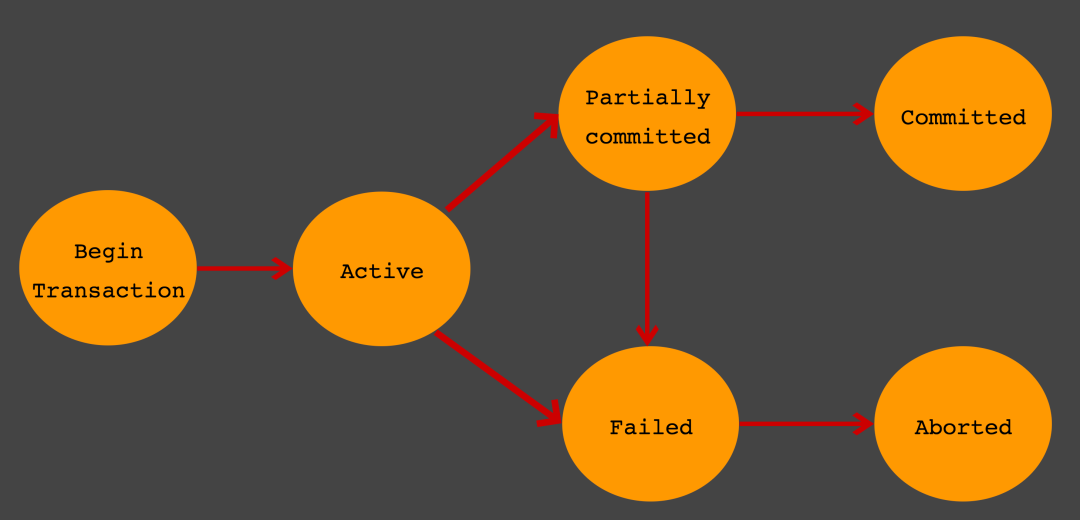 Begin
Transaction
Active
Partially
committed
Committed
Failed
Aborted